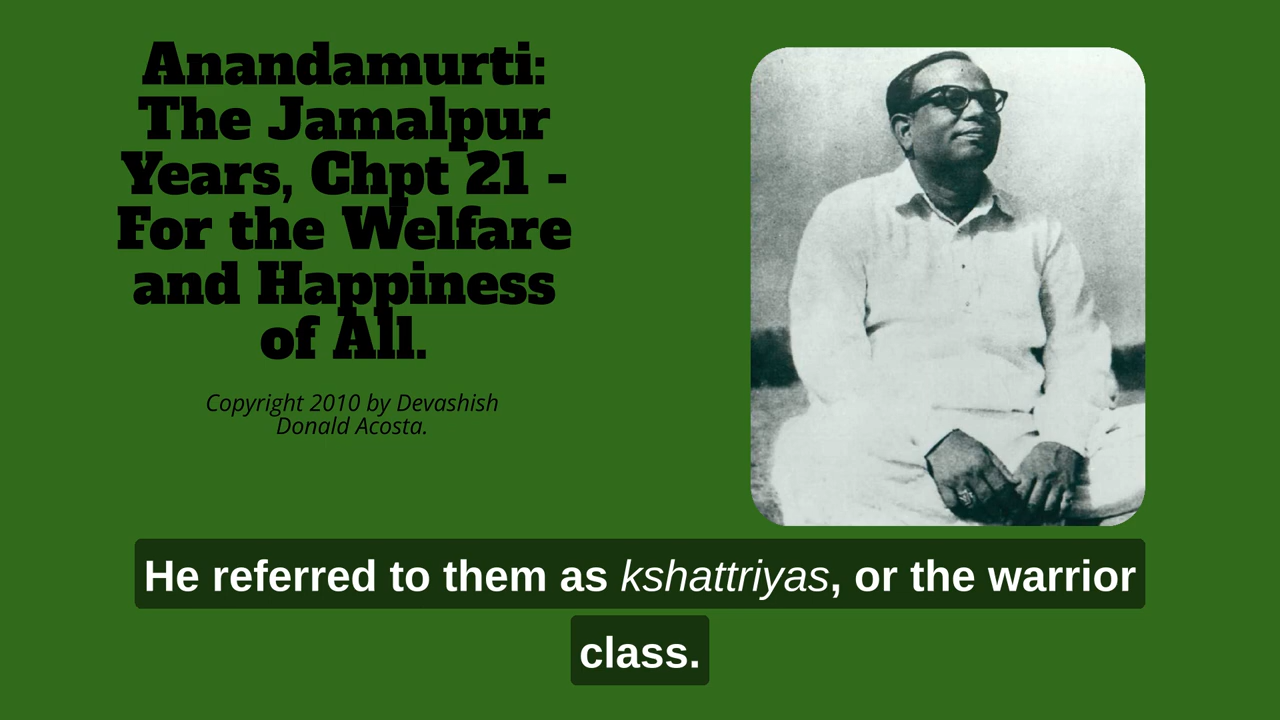 Anandamurti:
The Jamalpur
Years, Chpt 21 -
For the Welfare
and Happiness
of All.
Copyright 2010 by Devashish
Donald Acosta.
He referred to them as kshattriyas, or the warrior
class.